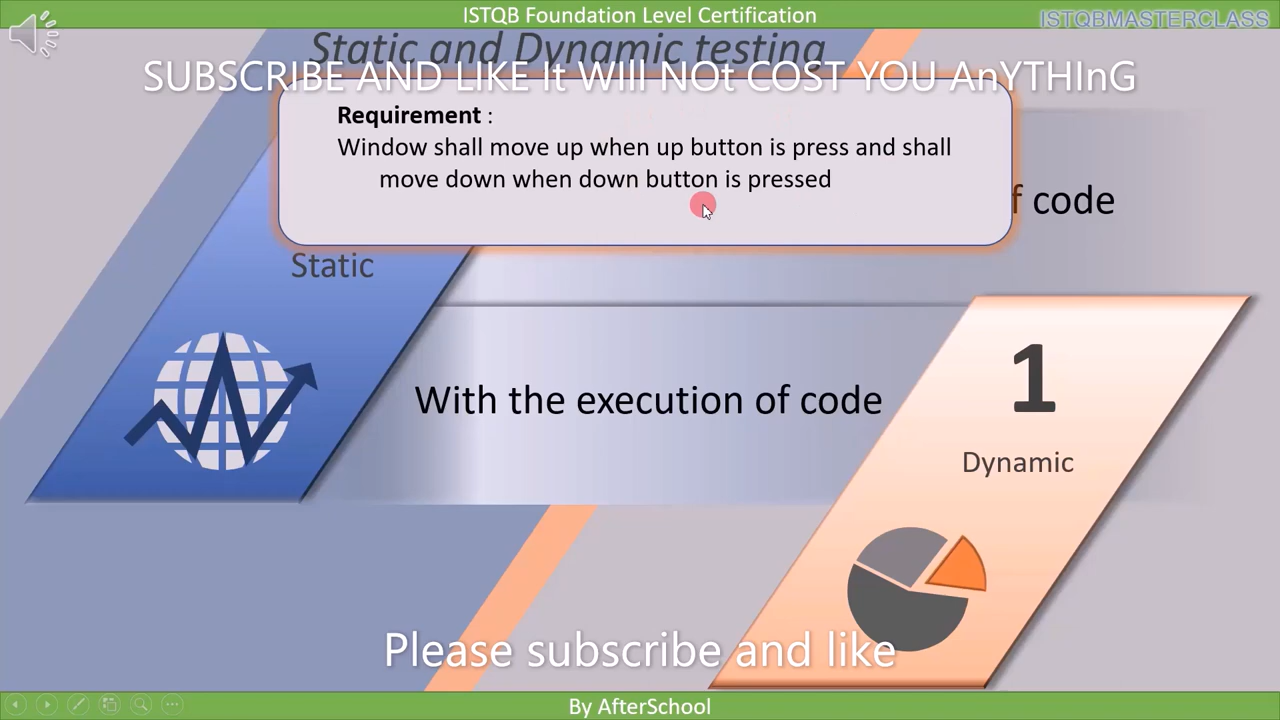 ISTQB Foundation Level Certification
ISTQBMASTERCLASS
Static and Dynamic testing
SUBSCRIBE AND LIKE It WIll NOt COST YOU AnYTHInG
Requirement :
Window shall move up when up button is press and shall
move down when down button is pressed
of code
Static
With the execution of code
1
Dynamic
Please subscribe and like
By AfterSchool